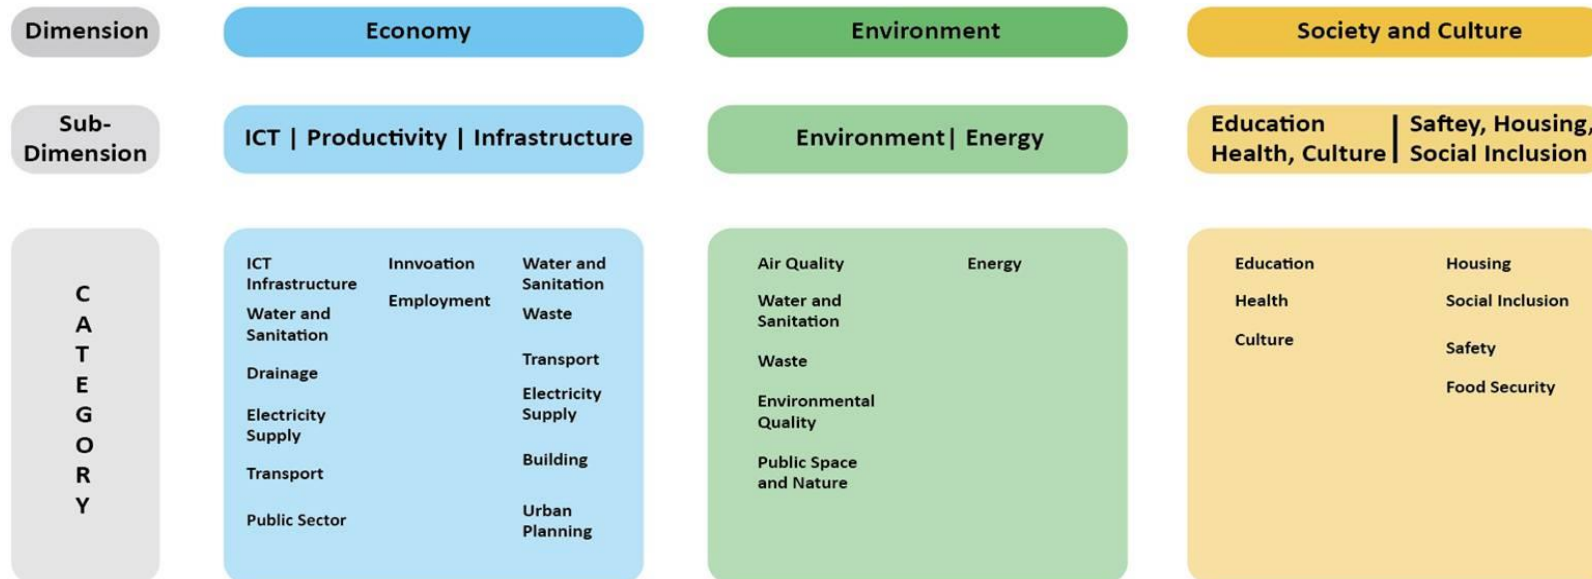 Dimension
Economy
Environment
Society and Culture
Sub-
Dimension
ICT | Productivity | Infrastructure
Environment| Energy
Education
Health, Culture
Saftey, Housing,
Social Inclusion
C
A
T
E
G
O
R
Y
ICT
Infrastructure
Water and
Sanitation
Drainage
Electricity
Supply
Transport
Public Sector
Innvoation
Employment
Water and
Sanitation
Waste
Transport
Electricity
Supply
Building
Urban
Planning
Air Quality
Water and
Sanitation
Waste
Environmental
Quality
Public Space
and Nature
Energy
Education
Health
Culture
Housing
Social Inclusion
Safety
Food Security